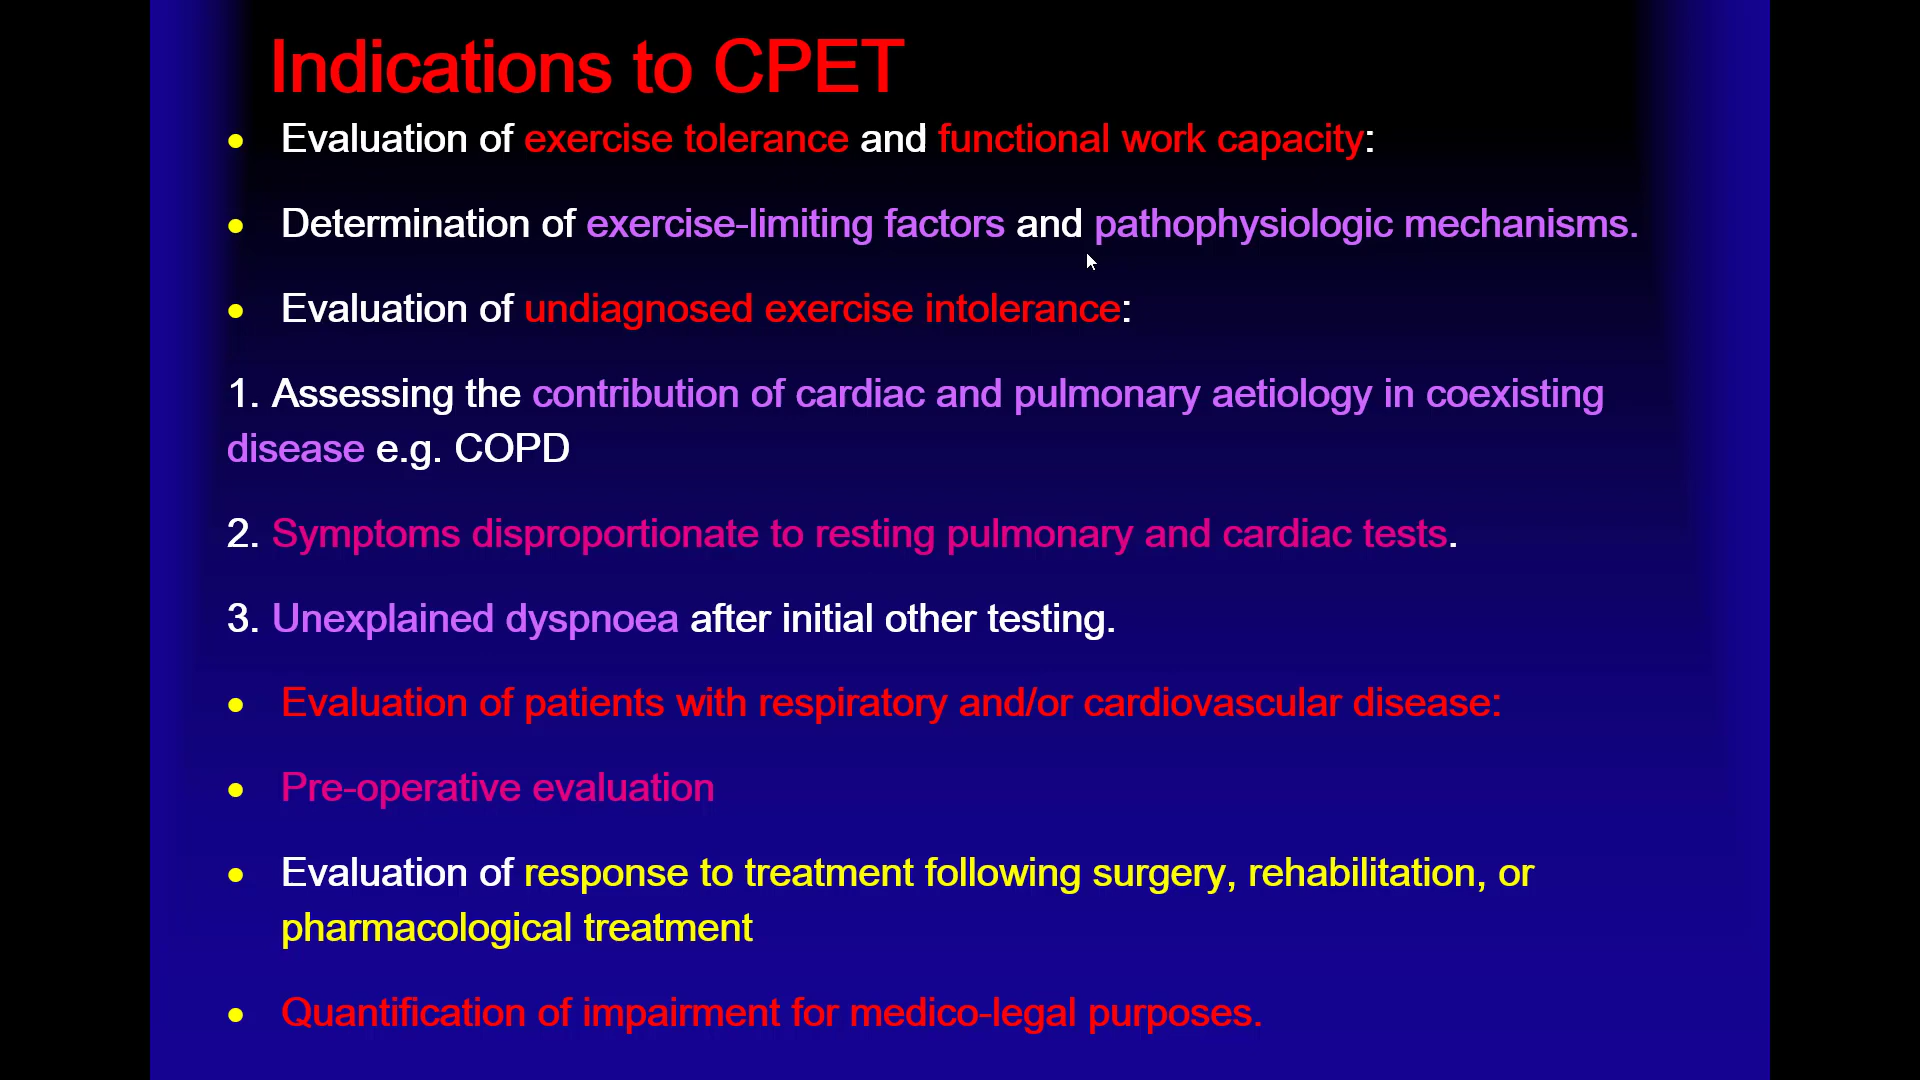 Indications to CPET
• Evaluation of exercise tolerance and functional work capacity:
• Determination of exercise-limiting factors and pathophysiologic mechanisms.
• Evaluation of undiagnosed exercise intolerance:
1. Assessing the contribution of cardiac and pulmonary aetiology in coexisting
disease e.g. COPD
2. Symptoms disproportionate to resting pulmonary and cardiac tests.
3. Unexplained dyspnoea after initial other testing.
• Evaluation of patients with respiratory and/or cardiovascular disease:
• Pre-operative evaluation
• Evaluation of response to treatment following surgery, rehabilitation, or
pharmacological treatment
• Quantification of impairment for medico-legal purposes.